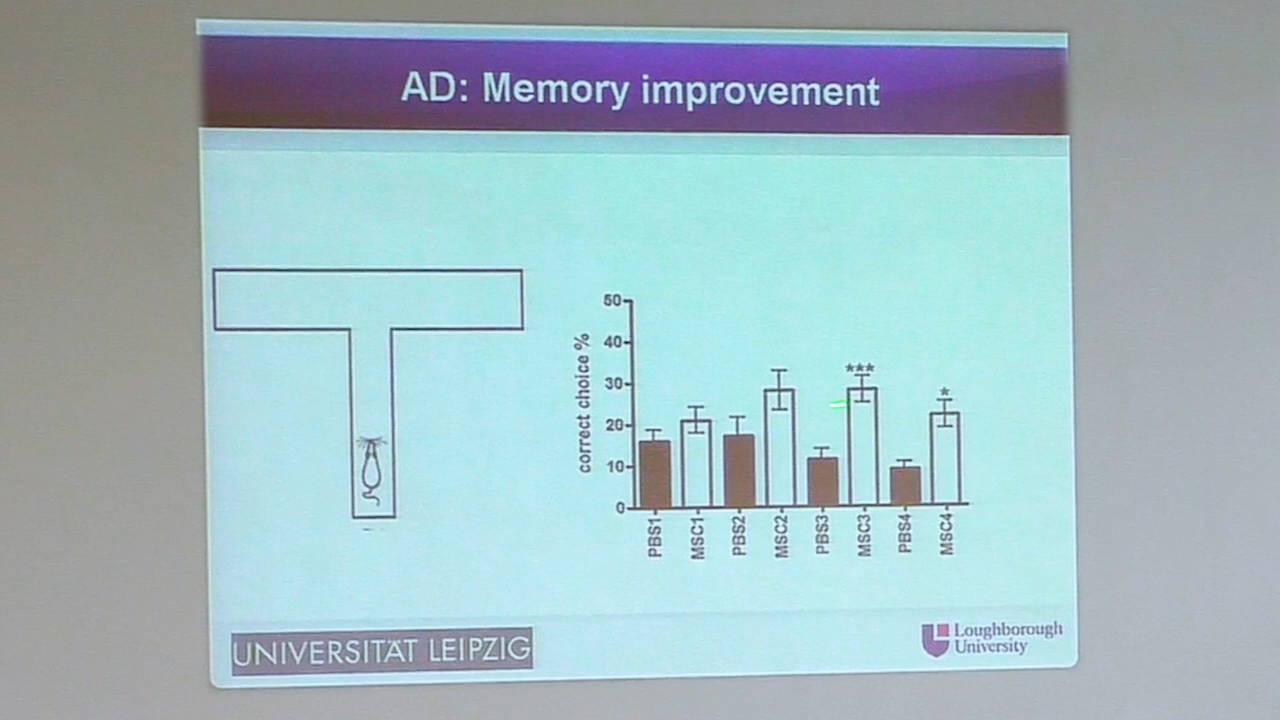 AD: Memory improvement
50
40
30
20
10
0
correct choice %
***
*
PBS1
MSC1
PBS2
MSC2
PBS3
MSC3
PBS4
MSC4
UNIVERSITÄT LEIPZIG
Loughborough
University